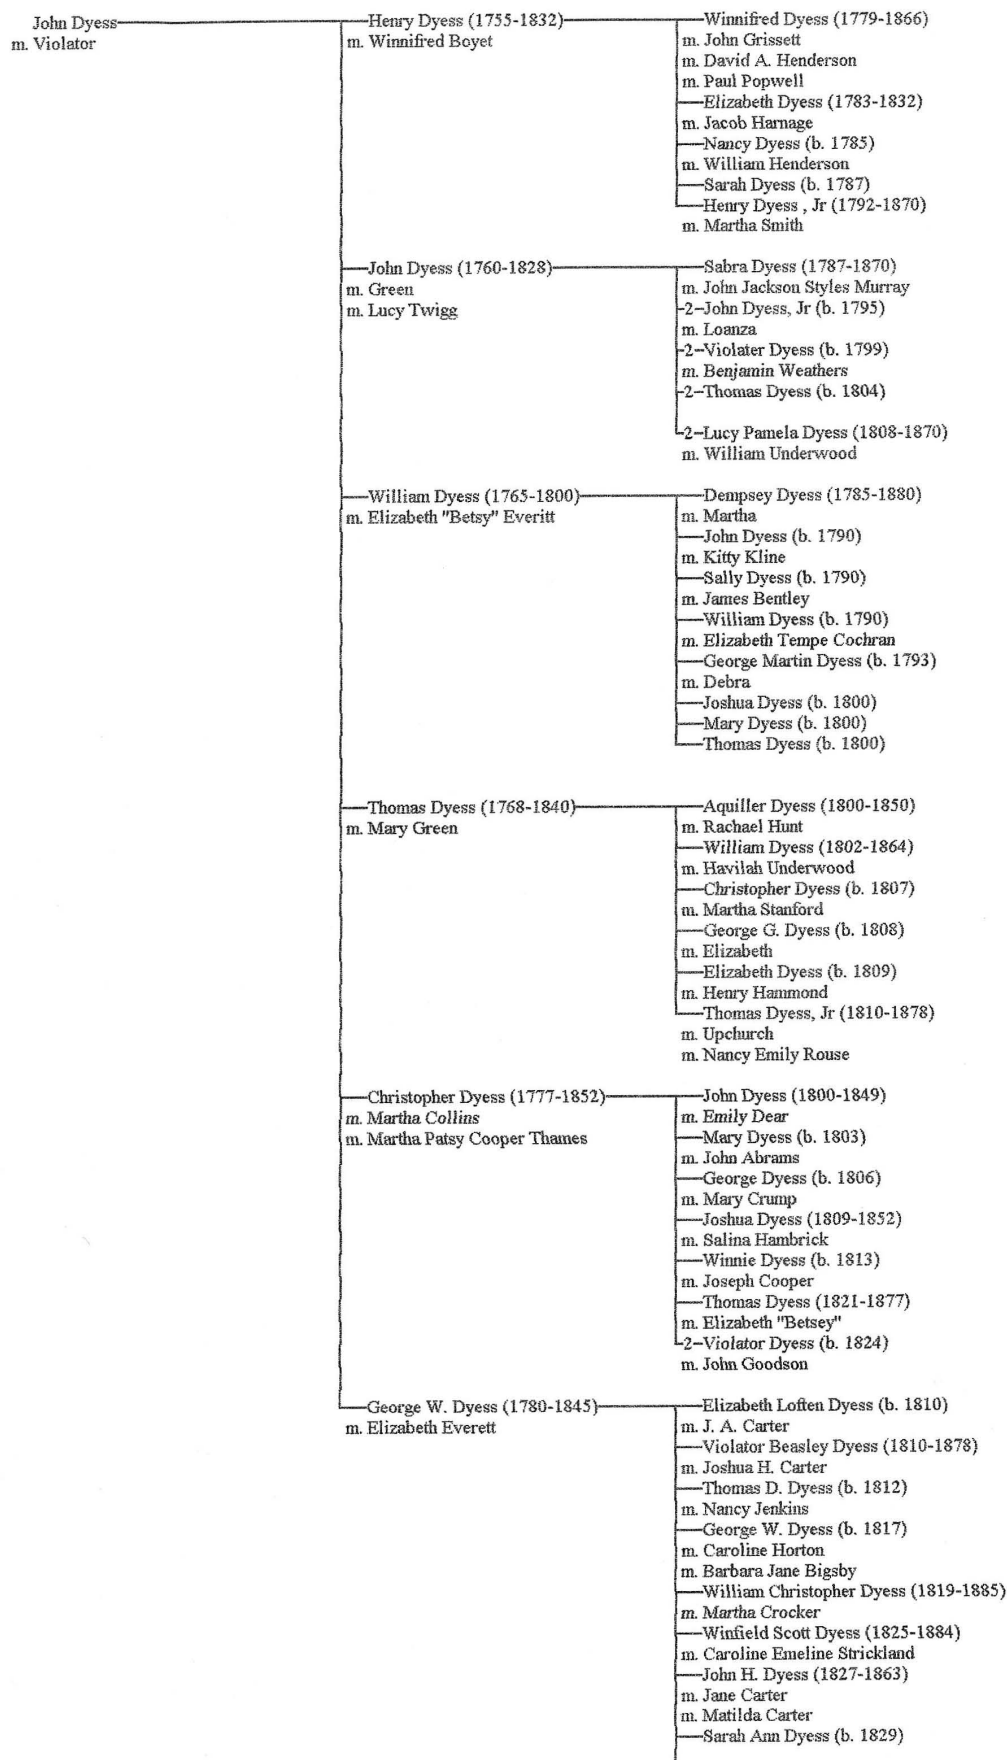 John Dyess
m. Violator
Henry Dyess (1755-1832)
m. Winnifred Boyet
Winnifred Dyess (1779-1866)
m. John Grissett
m. David A. Henderson
m. Paul Popwell
Elizabeth Dyess (1783-1832)
m. Jacob Harnage
Nancy Dyess (b. 1785)
m. William Henderson
Sarah Dyess (b. 1787)
Henry Dyess , Jr (1792-1870)
m. Martha Smith
John Dyess (1760-1828)
m. Green
m. Lucy Twigg
Sabra Dyess (1787-1870)
m. John Jackson Styles Murray
-2-John Dyess, Jr (b. 1795)
m. Loanza
-2-Violater Dyess (b. 1799)
m. Benjamin Weathers
-2-Thomas Dyess (b. 1804)
-2-Lucy Pamela Dyess (1808-1870)
m. William Underwood
William Dyess (1765-1800)
m. Elizabeth "Betsy" Everitt
Dempsey Dyess (1785-1880)
m. Martha
John Dyess (b. 1790)
m. Kitty Kline
Sally Dyess (b. 1790)
m. James Bentley
William Dyess (b. 1790)
m. Elizabeth Tempe Cochran
George Martin Dyess (b. 1793)
m. Debra
Joshua Dyess (b. 1800)
Mary Dyess (b. 1800)
Thomas Dyess (b. 1800)
Thomas Dyess (1768-1840)
m. Mary Green
Aquiller Dyess (1800-1850)
m. Rachael Hunt
William Dyess (1802-1864)
m. Havilah Underwood
Christopher Dyess (b. 1807)
m. Martha Stanford
George G. Dyess (b. 1808)
m. Elizabeth
Elizabeth Dyess (b. 1809)
m. Henry Hammond
Thomas Dyess, Jr (1810-1878)
m. Upchurch
m. Nancy Emily Rouse
Christopher Dyess (1777-1852)
m. Martha Collins
m. Martha Patsy Cooper Thames
John Dyess (1800-1849)
m. Emily Dear
Mary Dyess (b. 1803)
m. John Abrams
George Dyess (b. 1806)
m. Mary Crump
Joshua Dyess (1809-1852)
m. Salina Hambrick
Winnie Dyess (b. 1813)
m. Joseph Cooper
Thomas Dyess (1821-1877)
m. Elizabeth "Betsey"
-2-Violator Dyess (b. 1824)
m. John Goodson
George W. Dyess (1780-1845)
m. Elizabeth Everett
Elizabeth Loften Dyess (b. 1810)
m. J. A. Carter
Violator Beasley Dyess (1810-1878)
m. Joshua H. Carter
Thomas D. Dyess (b. 1812)
m. Nancy Jenkins
George W. Dyess (b. 1817)
m. Caroline Horton
m. Barbara Jane Bigsby
William Christopher Dyess (1819-1885)
m. Martha Crocker
Winfield Scott Dyess (1825-1884)
m. Caroline Emeline Strickland
John H. Dyess (1827-1863)
m. Jane Carter
m. Matilda Carter
Sarah Ann Dyess (b. 1829)